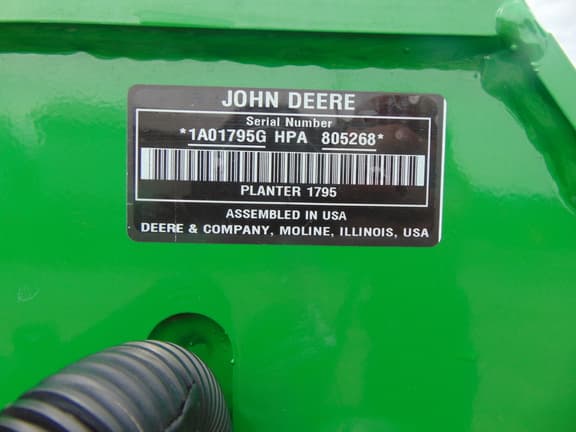 JOHN DEERE
Serial Number
*1A01795G HPA 805268*
PLANTER 1795
ASSEMBLED IN USA
DEERE & COMPANY, MOLINE, ILLINOIS, USA